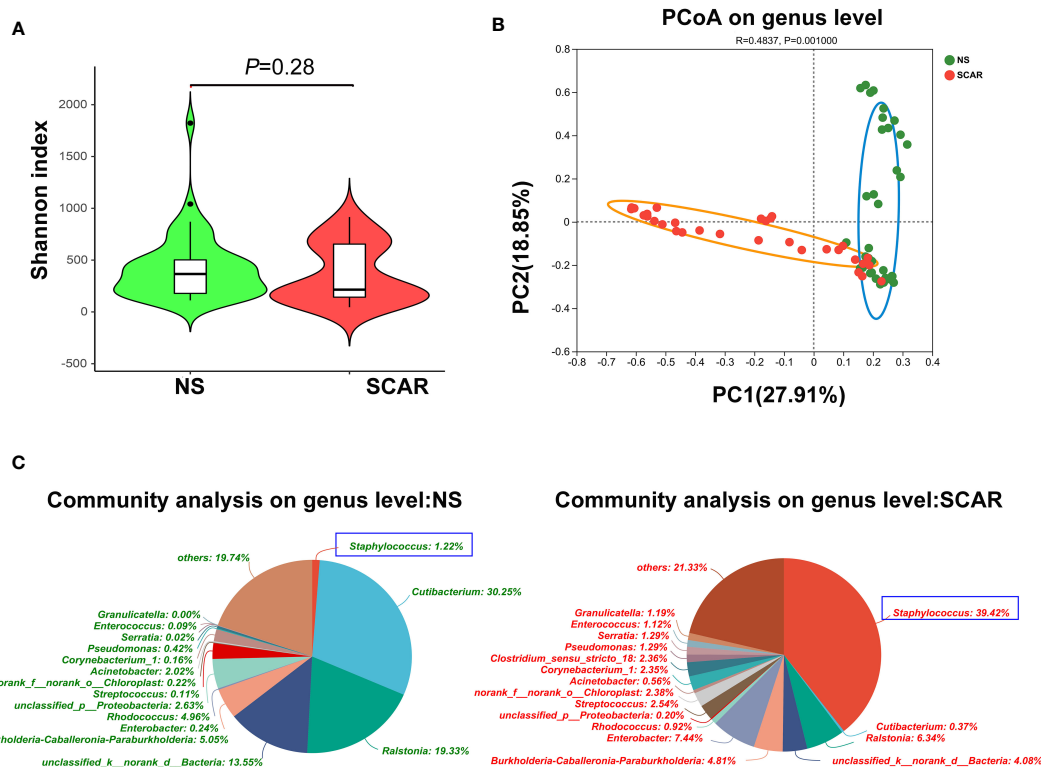 A
P=0.28
Shannon index
2000
1500
1000
500
0
-500
NS
SCAR
B
PCoA on genus level
R=0.4837, P=0.001000
NS
SCAR
PC2(18.85%)
0.8
0.6
0.4
0.2
0
-0.2
-0.4
-0.6
-0.8 -0.7 -0.6 -0.5 -0.4 -0.3 -0.2 -0.1 0 0.1 0.2 0.3 0.4
PC1(27.91%)
C
Community analysis on genus level:NS
Staphylococcus: 1.22%
others: 19.74%
Cutibacterium: 30.25%
Granulicatella: 0.00%
Enterococcus: 0.09%
Serratia: 0.02%
Pseudomonas: 0.42%
Corynebacterium_1: 0.16%
Acinetobacter: 2.02%
orank_f__norank_o__Chloroplast: 0.22%
Streptococcus: 0.11%
unclassified_p__Proteobacteria: 2.63%
Rhodococcus: 4.96%
Enterobacter: 0.24%
holderia-Caballeronia-Paraburkholderia: 5.05%
Ralstonia: 19.33%
unclassified_k__norank_d__Bacteria: 13.55%
Community analysis on genus level:SCAR
others: 21.33%
Staphylococcus: 39.42%
Granulicatella: 1.19%
Enterococcus: 1.12%
Serratia: 1.29%
Pseudomonas: 1.29%
Clostridium_sensu_stricto_18: 2.36%
Corynebacterium_1: 2.35%
Acinetobacter: 0.56%
norank_f__norank_o__Chloroplast: 2.38%
Streptococcus: 2.54%
unclassified_p__Proteobacteria: 0.20%
Rhodococcus: 0.92%
Enterobacter: 7.44%
Cutibacterium: 0.37%
Ralstonia: 6.34%
Burkholderia-Caballeronia-Paraburkholderia: 4.81%
unclassified_k__norank_d__Bacteria: 4.08%